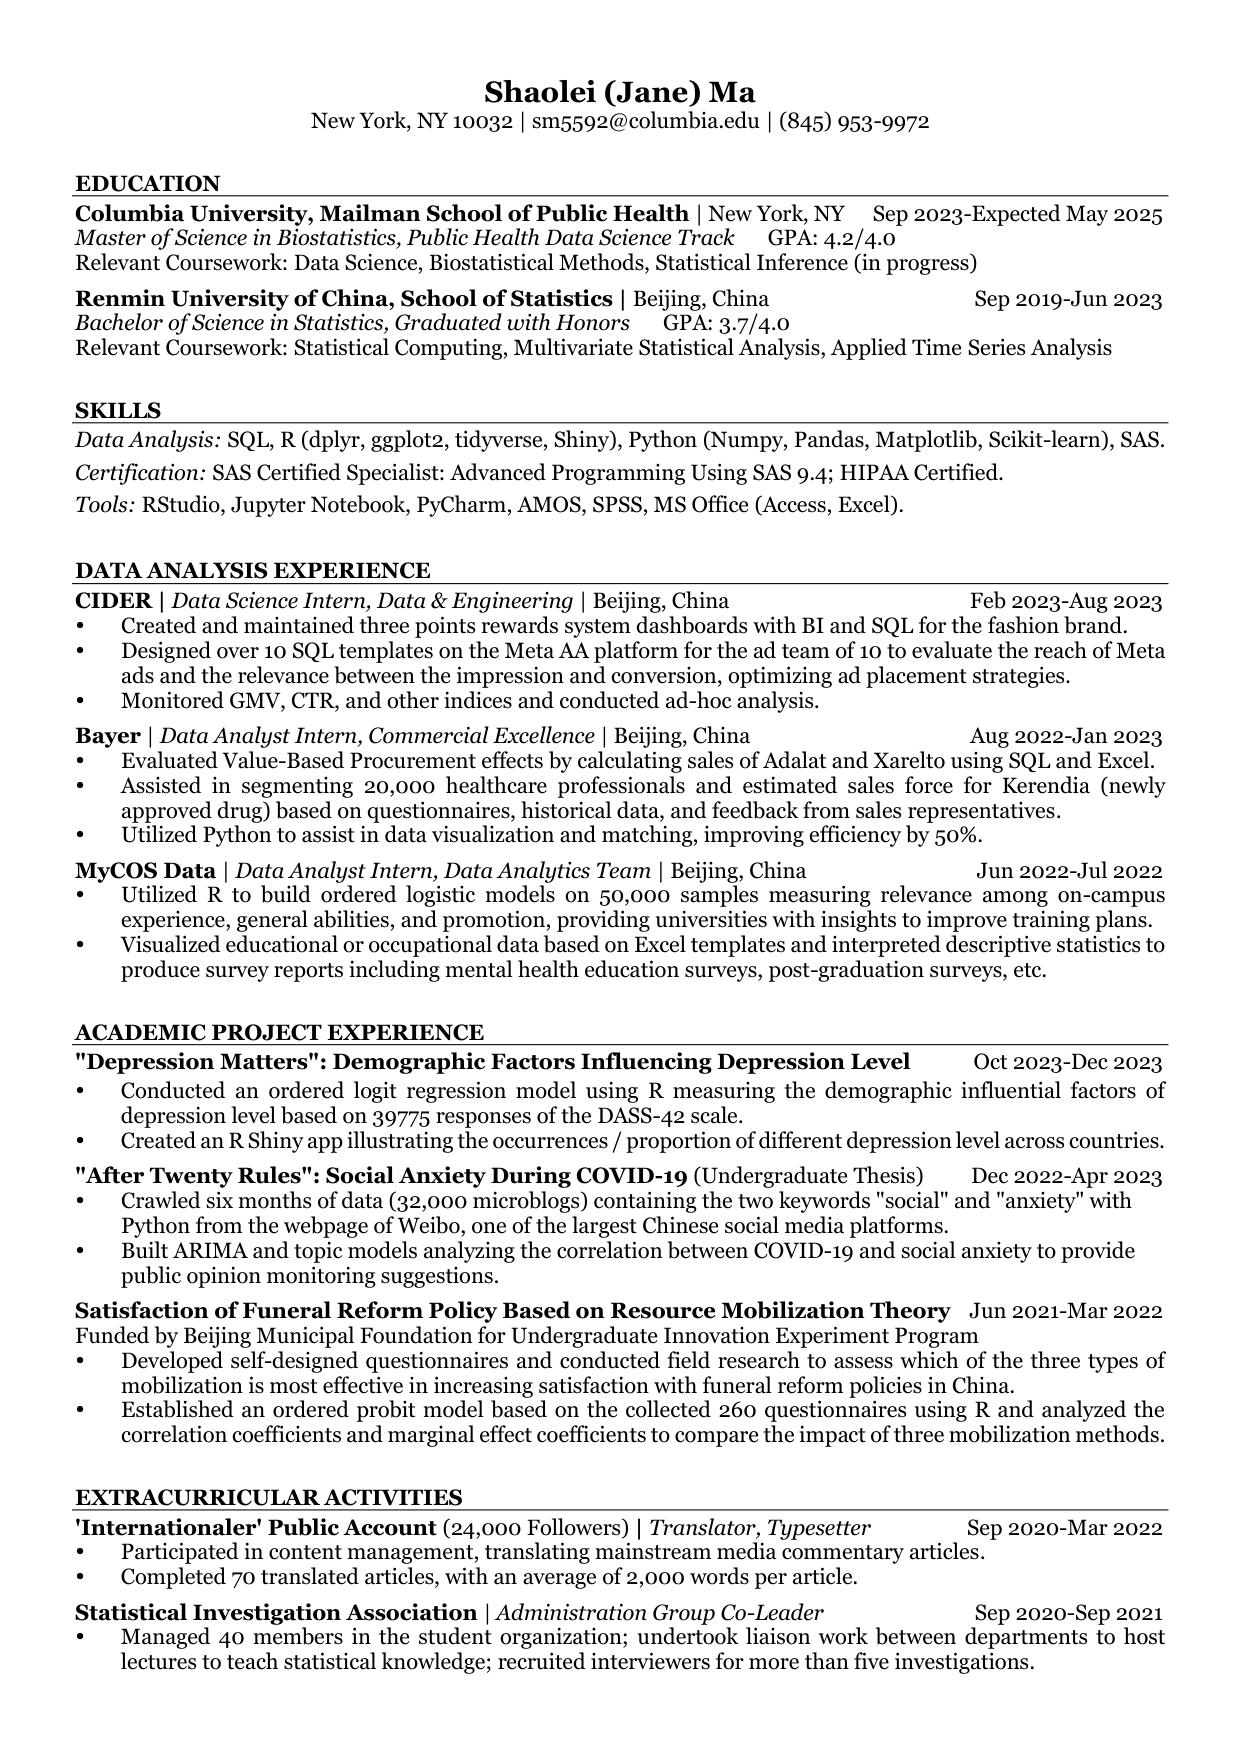 Shaolei (Jane) Ma
New York, NY 10032 | sm5592@columbia.edu | (845) 953-9972
EDUCATION
Columbia University, Mailman School of Public Health | New York, NY Sep 2023-Expected May 2025
Master of Science in Biostatistics, Public Health Data Science Track GPA: 4.2/4.0
Relevant Coursework: Data Science, Biostatistical Methods, Statistical Inference (in progress)
Renmin University of China, School of Statistics | Beijing, China Sep 2019-Jun 2023
Bachelor of Science in Statistics, Graduated with Honors GPA: 3.7/4.0
Relevant Coursework: Statistical Computing, Multivariate Statistical Analysis, Applied Time Series Analysis
SKILLS
Data Analysis: SQL, R (dplyr, ggplot2, tidyverse, Shiny), Python (Numpy, Pandas, Matplotlib, Scikit-learn), SAS.
Certification: SAS Certified Specialist: Advanced Programming Using SAS 9.4; HIPAA Certified.
Tools: RStudio, Jupyter Notebook, PyCharm, AMOS, SPSS, MS Office (Access, Excel).
DATA ANALYSIS EXPERIENCE
CIDER | Data Science Intern, Data & Engineering | Beijing, China Feb 2023-Aug 2023
• Created and maintained three points rewards system dashboards with BI and SQL for the fashion brand.
• Designed over 10 SQL templates on the Meta AA platform for the ad team of 10 to evaluate the reach of Meta
ads and the relevance between the impression and conversion, optimizing ad placement strategies.
• Monitored GMV, CTR, and other indices and conducted ad-hoc analysis.
Bayer | Data Analyst Intern, Commercial Excellence | Beijing, China Aug 2022-Jan 2023
• Evaluated Value-Based Procurement effects by calculating sales of Adalat and Xarelto using SQL and Excel.
• Assisted in segmenting 20,000 healthcare professionals and estimated sales force for Kerendia (newly
approved drug) based on questionnaires, historical data, and feedback from sales representatives.
• Utilized Python to assist in data visualization and matching, improving efficiency by 50%.
MyCOS Data | Data Analyst Intern, Data Analytics Team | Beijing, China Jun 2022-Jul 2022
• Utilized R to build ordered logistic models on 50,000 samples measuring relevance among on-campus
experience, general abilities, and promotion, providing universities with insights to improve training plans.
• Visualized educational or occupational data based on Excel templates and interpreted descriptive statistics to
produce survey reports including mental health education surveys, post-graduation surveys, etc.
ACADEMIC PROJECT EXPERIENCE
"Depression Matters": Demographic Factors Influencing Depression Level Oct 2023-Dec 2023
• Conducted an ordered logit regression model using R measuring the demographic influential factors of
depression level based on 39775 responses of the DASS-42 scale.
• Created an R Shiny app illustrating the occurrences / proportion of different depression level across countries.
"After Twenty Rules": Social Anxiety During COVID-19 (Undergraduate Thesis) Dec 2022-Apr 2023
• Crawled six months of data (32,000 microblogs) containing the two keywords "social" and "anxiety" with
Python from the webpage of Weibo, one of the largest Chinese social media platforms.
• Built ARIMA and topic models analyzing the correlation between COVID-19 and social anxiety to provide
public opinion monitoring suggestions.
Satisfaction of Funeral Reform Policy Based on Resource Mobilization Theory Jun 2021-Mar 2022
Funded by Beijing Municipal Foundation for Undergraduate Innovation Experiment Program
• Developed self-designed questionnaires and conducted field research to assess which of the three types of
mobilization is most effective in increasing satisfaction with funeral reform policies in China.
• Established an ordered probit model based on the collected 260 questionnaires using R and analyzed the
correlation coefficients and marginal effect coefficients to compare the impact of three mobilization methods.
EXTRACURRICULAR ACTIVITIES
'Internationaler' Public Account (24,000 Followers) | Translator, Typesetter Sep 2020-Mar 2022
• Participated in content management, translating mainstream media commentary articles.
• Completed 70 translated articles, with an average of 2,000 words per article.
Statistical Investigation Association | Administration Group Co-Leader Sep 2020-Sep 2021
• Managed 40 members in the student organization; undertook liaison work between departments to host
lectures to teach statistical knowledge; recruited interviewers for more than five investigations.